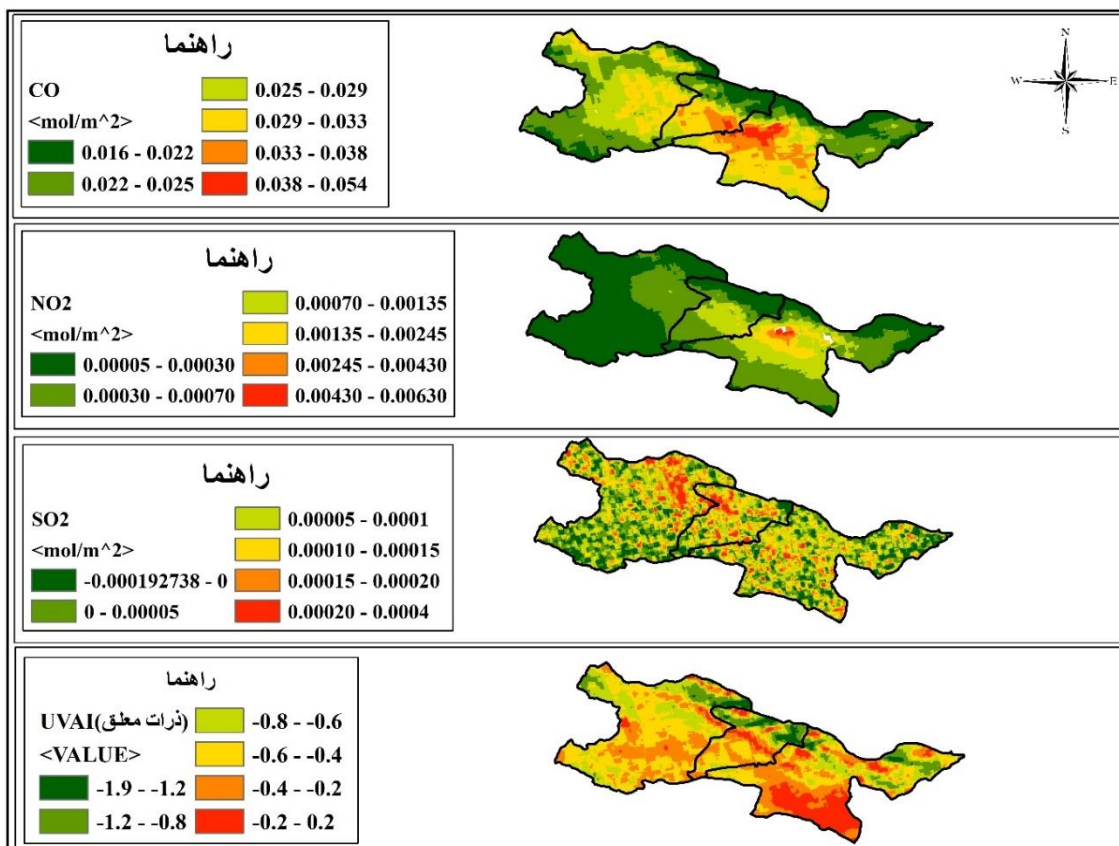 راهنما
CO
<mol/m^2>
0.016 - 0.022
0.022 - 0.025
0.025 - 0.029
0.029 - 0.033
0.033 - 0.038
0.038 - 0.054
N
W E
S
راهنما
NO2
<mol/m^2>
0.00005 - 0.00030
0.00030 - 0.00070
0.00070 - 0.00135
0.00135 - 0.00245
0.00245 - 0.00430
0.00430 - 0.00630
راهنما
SO2
<mol/m^2>
-0.000192738 - 0
0 - 0.00005
0.00005 - 0.0001
0.00010 - 0.00015
0.00015 - 0.00020
0.00020 - 0.0004
راهنما
UVAI(ذرات معلق)
<VALUE>
-1.9 - -1.2
-1.2 - -0.8
-0.8 - -0.6
-0.6 - -0.4
-0.4 - -0.2
-0.2 - 0.2